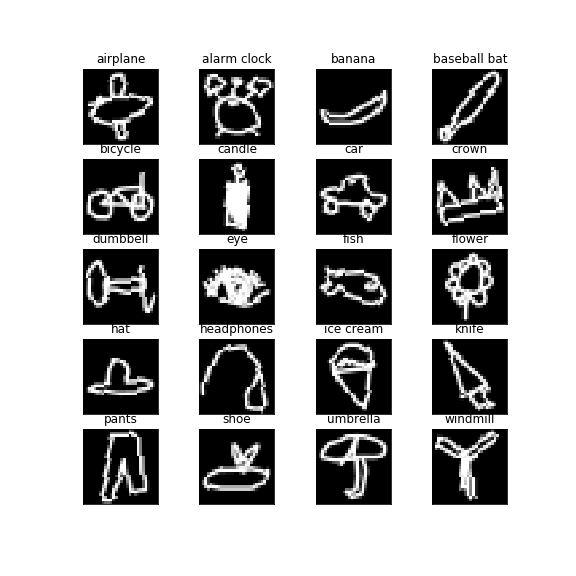 airplane alarm clock banana baseball bat
bicycle candle car crown
dumbbell eye fish flower
hat headphones ice cream knife
pants shoe umbrella windmill